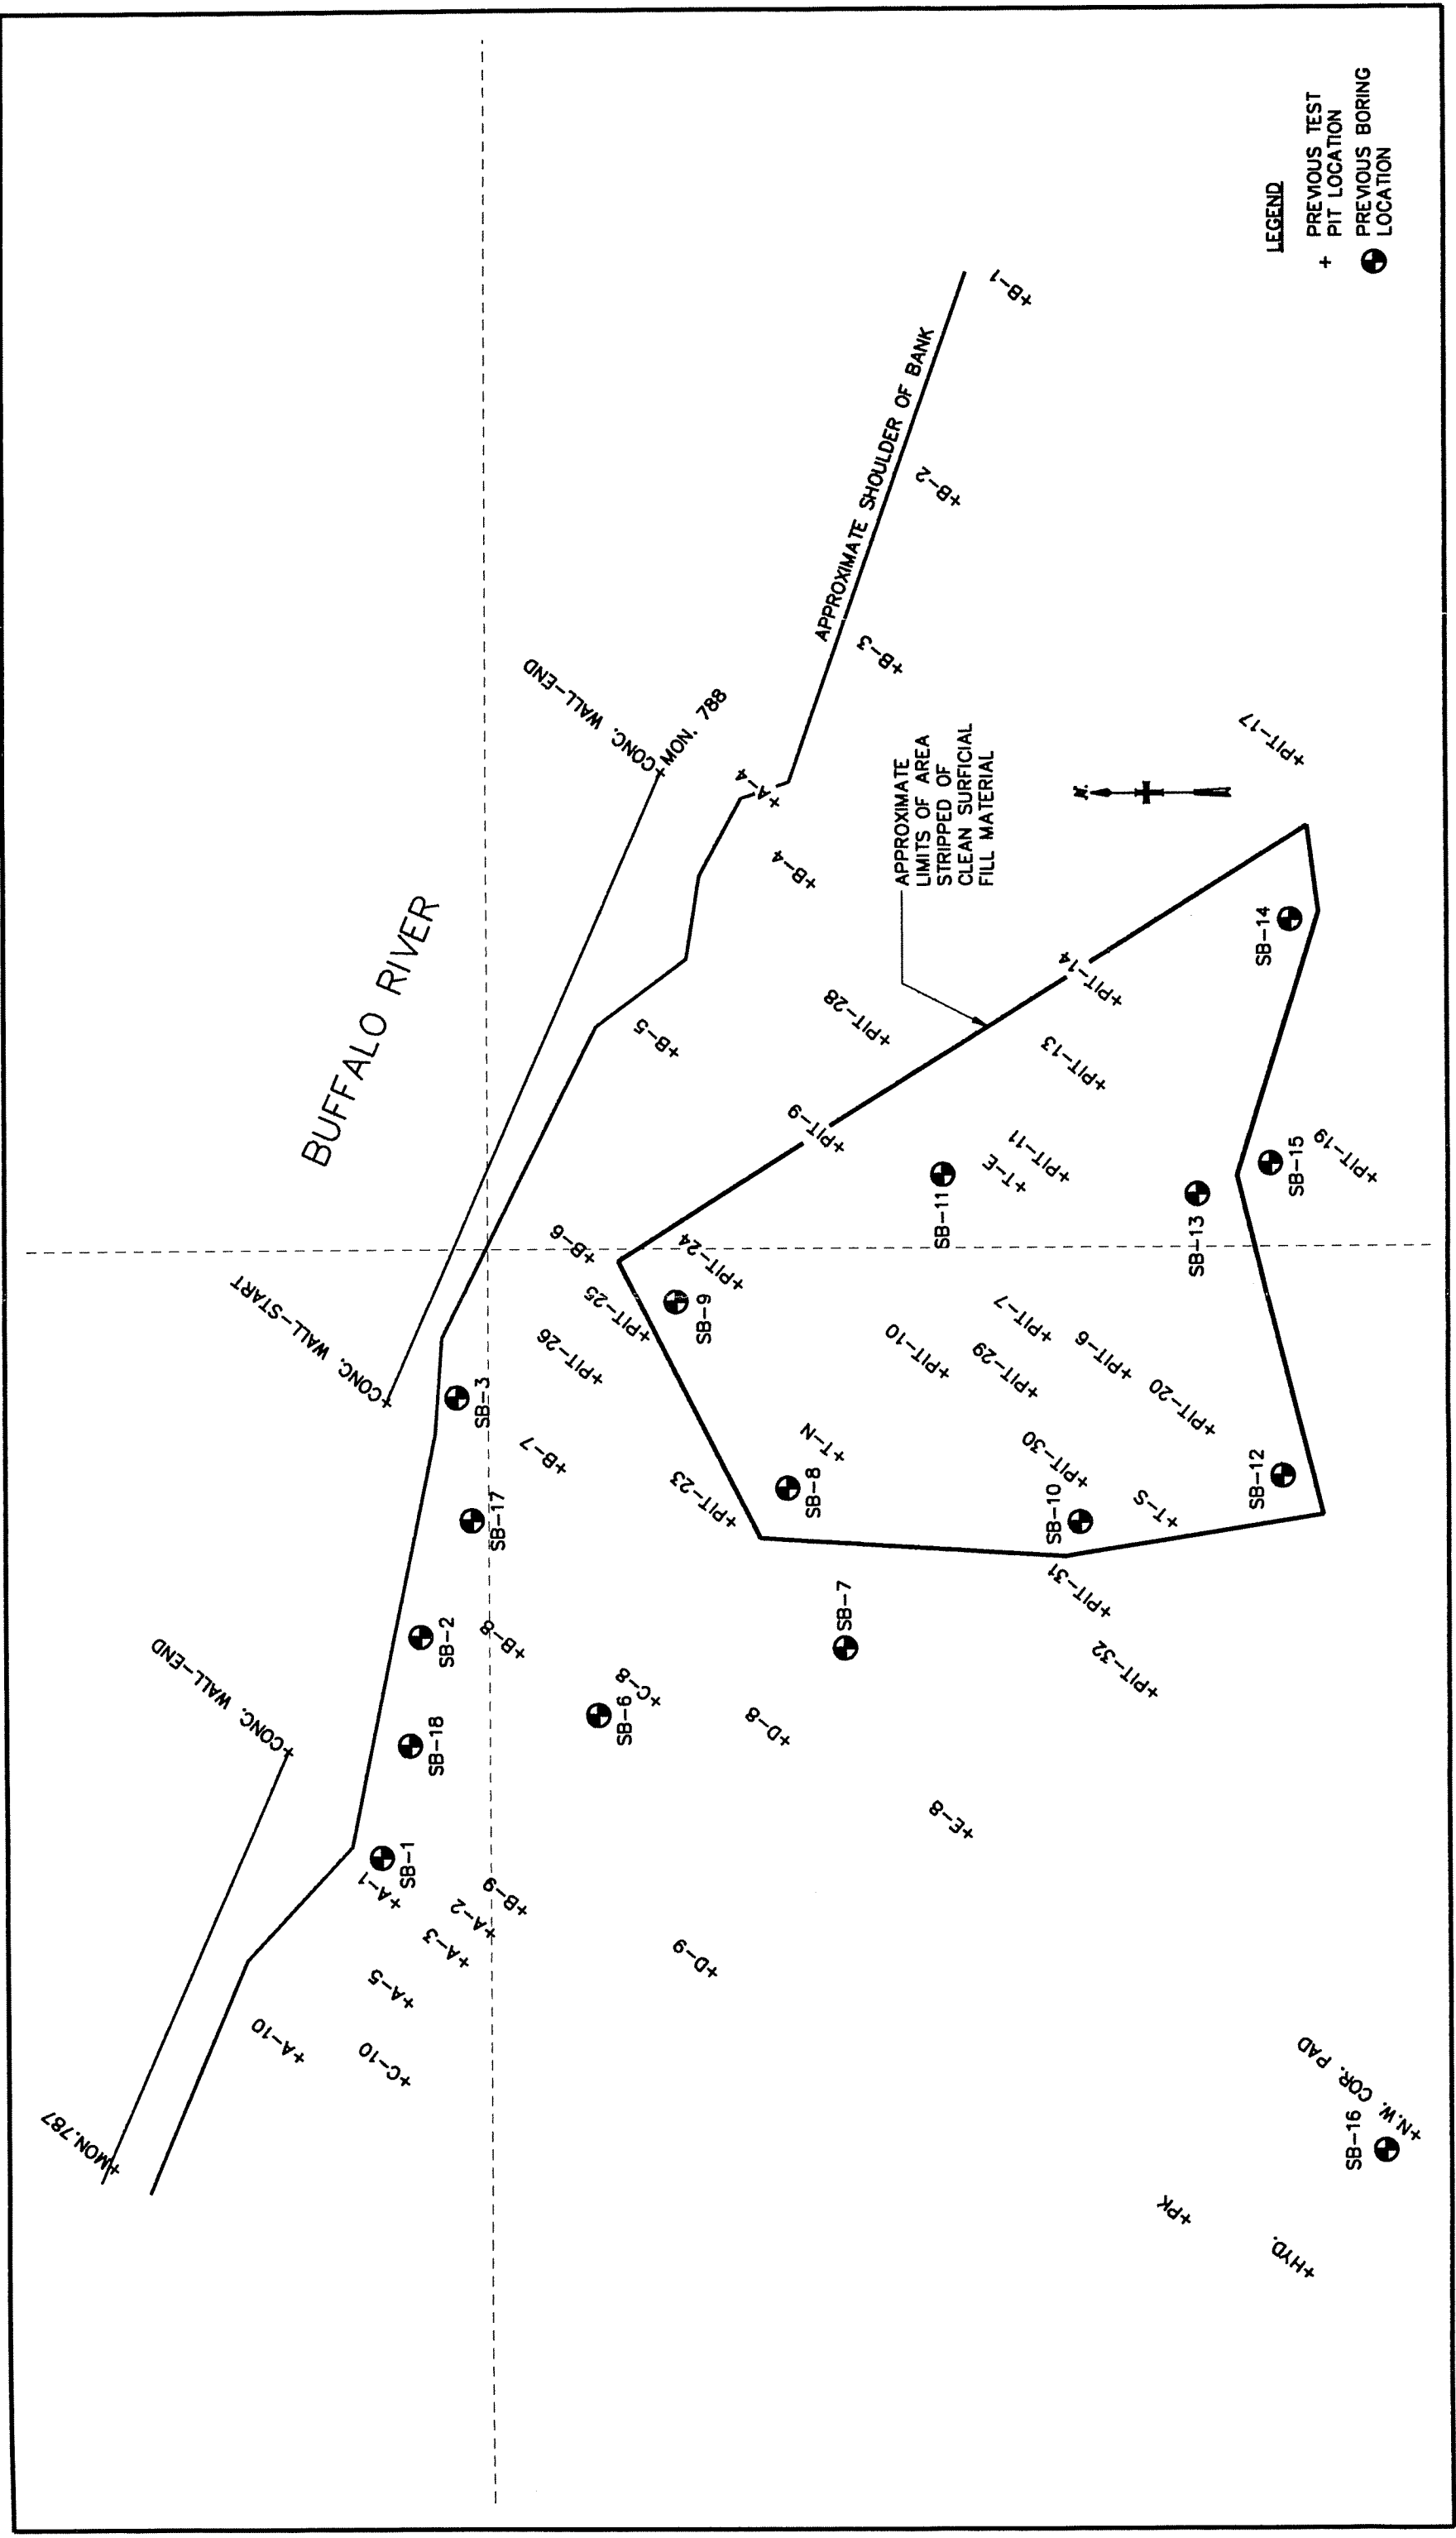 MON.787
CONC. WALL-END
CONC. WALL-START
BUFFALO RIVER
CONC. WALL-END
MON. 788
A-10
C-10
A-5
A-3
A-2
A-1
SB-1
B-9
SB-18
SB-2
B-8
SB-17
SB-3
B-7
PIT-26
PIT-25
B-6
B-5
B-4
A-4
B-3
B-2
B-1
APPROXIMATE SHOULDER OF BANK
D-9
SB-6
C-8
D-8
E-8
SB-7
PIT-23
SB-8
T-N
SB-9
PIT-24
PIT-9
PIT-28
APPROXIMATE
LIMITS OF AREA
STRIPPED OF
CLEAN SURFICIAL
FILL MATERIAL
N.
SB-11
T-E
PIT-11
PIT-13
PIT-14
PIT-10
PIT-29
PIT-7
PIT-6
PIT-20
PIT-30
SB-10
T-S
PIT-31
PIT-32
SB-12
SB-13
SB-15
PIT-19
SB-14
PIT-17
PK
HYD.
SB-16
N.W. COR. PAD
LEGEND
+ PREVIOUS TEST
PIT LOCATION
PREVIOUS BORING
LOCATION